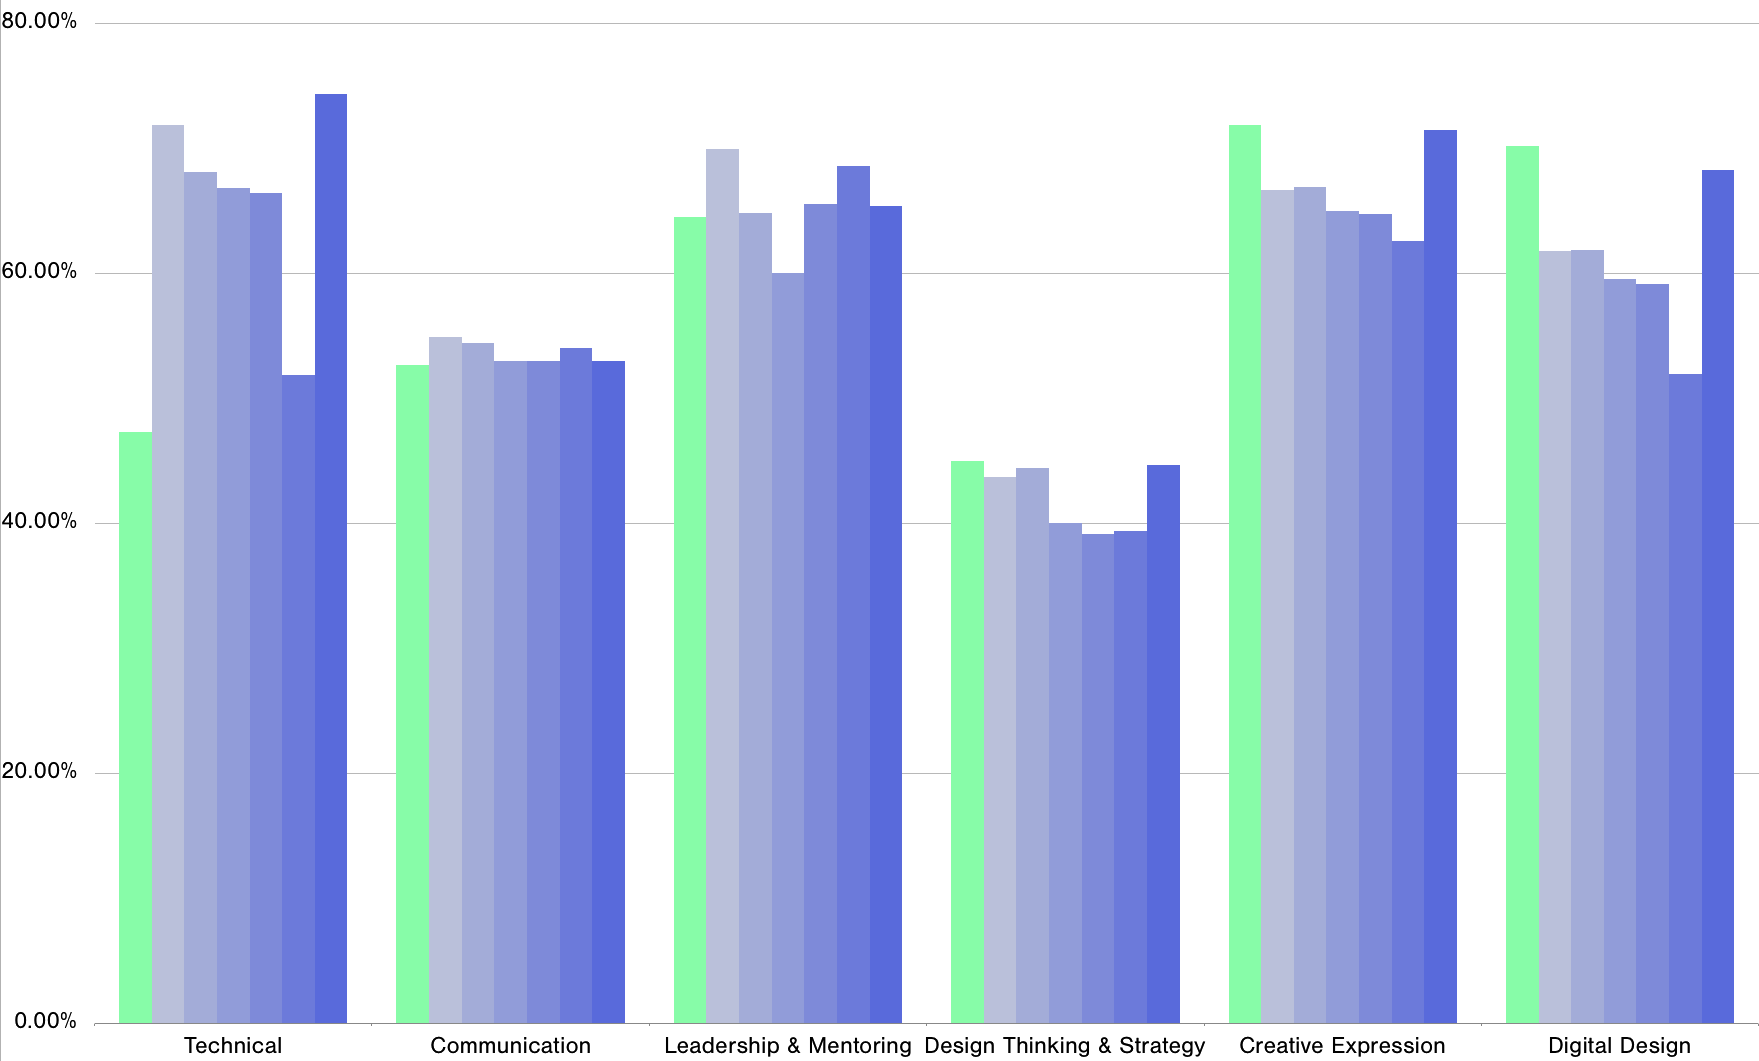 80.00%
60.00%
40.00%
20.00%
0.00%
Technical
Communication
Leadership & Mentoring
Design Thinking & Strategy
Creative Expression
Digital Design